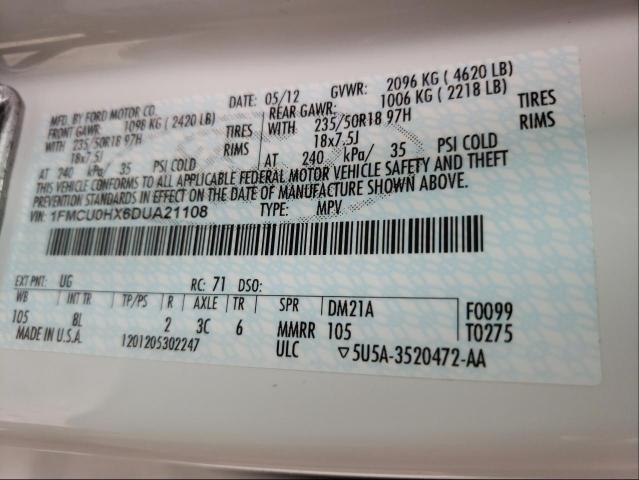 MFD. BY FORD MOTOR CO. DATE: 05/12 GVWR: 2096 KG ( 4620 LB)
FRONT GAWR: 1098 KG ( 2420 LB) REAR GAWR: 1006 KG ( 2218 LB)
WITH 235/50R18 97H TIRES WITH 235/50R18 97H TIRES
18x7.5J RIMS 18x7.5J RIMS
AT 240 kPa/ 35 PSI COLD AT 240 kPa/ 35 PSI COLD
THIS VEHICLE CONFORMS TO ALL APPLICABLE FEDERAL MOTOR VEHICLE SAFETY AND THEFT
PREVENTION STANDARDS IN EFFECT ON THE DATE OF MANUFACTURE SHOWN ABOVE.
VIN: 1FMCU0HX6DUA21108 TYPE: MPV
EXT PNT: UG RC: 71 DSO:
WB INT TR TP/PS R AXLE TR SPR DM21A F0099
105 8L 2 3C 6 MMRR 105 T0275
MADE IN U.S.A. 1201205302247 ULC ▽5U5A-3520472-AA